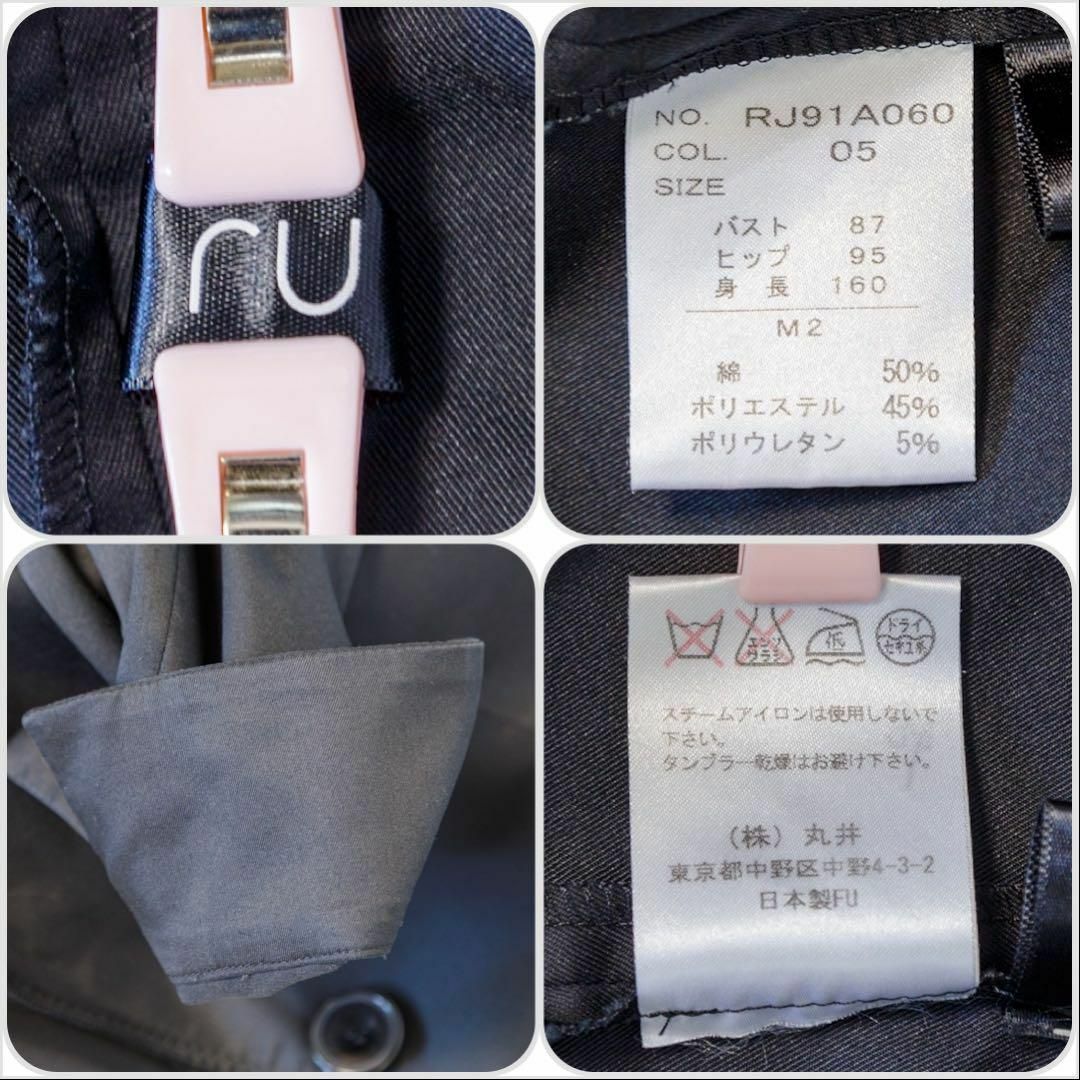 ru
NO. RJ91A060
COL. 05
SIZE
バスト 87
ヒップ 95
身長 160
M2
綿 50%
ポリエステル 45%
ポリウレタン 5%
エンソ 低 ドライ
サラシ セキユ系
スチームアイロンは使用しないで
下さい。
タンブラー乾燥はお避け下さい。
(株) 丸井
東京都中野区中野4-3-2
日本製FU